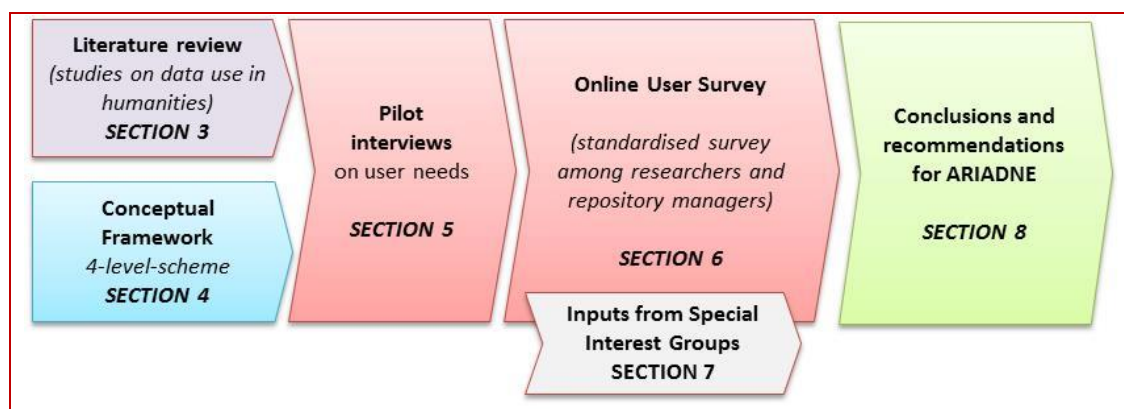 Literature review
(studies on data use in
humanities)
SECTION 3
Conceptual
Framework
4-level-scheme
SECTION 4
Pilot
interviews
on user needs
SECTION 5
Online User Survey
(standardised survey
among researchers and
repository managers)
SECTION 6
Inputs from Special
Interest Groups
SECTION 7
Conclusions and
recommendations
for ARIADNE
SECTION 8